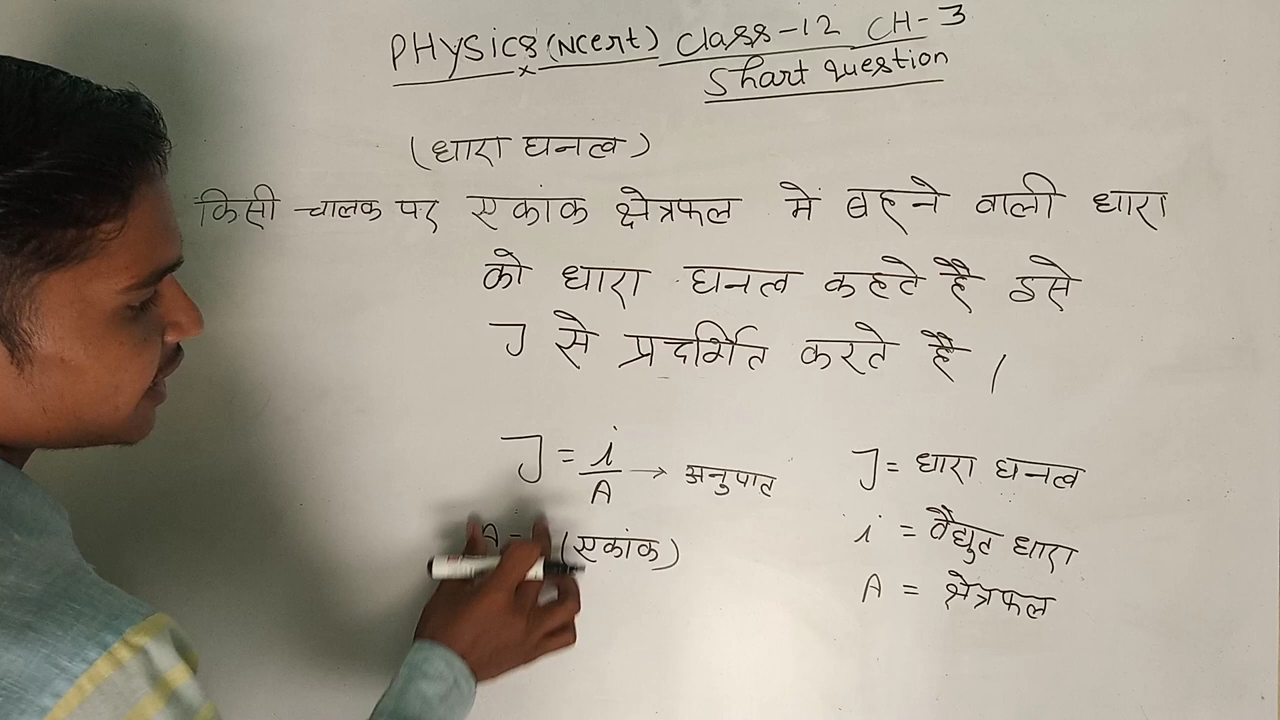 PHYsics (NCert) Class-12 CH-3
Shart question
(धारा घनत्व)
किसी चालक पर एकांक क्षेत्रफल में बहने वाली धारा
को धारा घनत्व कहते है इसे
J से प्रदर्शित करते है।
J = i/A → अनुपात
(एकांक)
J = धारा घनत्व
i = वैद्युत धारा
A = क्षेत्रफल